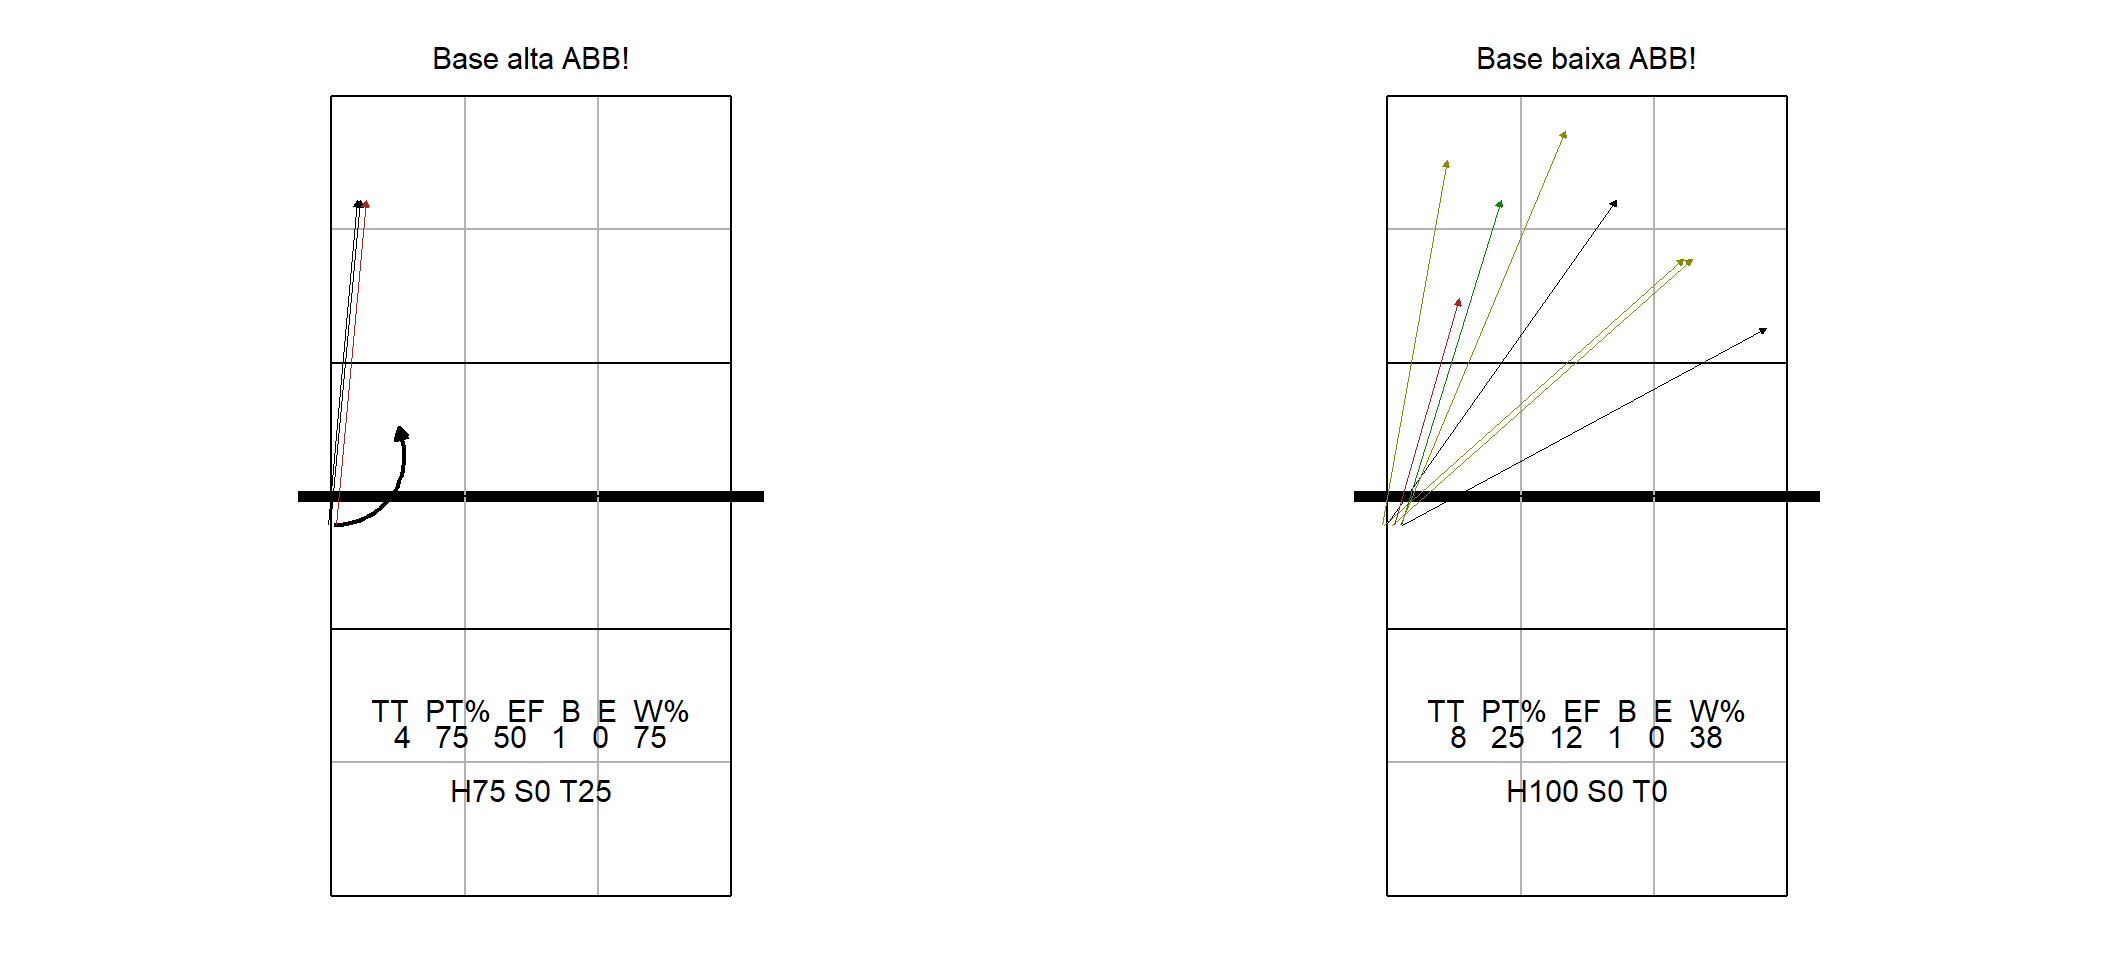 Base alta ABB!
TT PT% EF B E W%
4 75 50 1 0 75
H75 S0 T25
Base baixa ABB!
TT PT% EF B E W%
8 25 12 1 0 38
H100 S0 T0